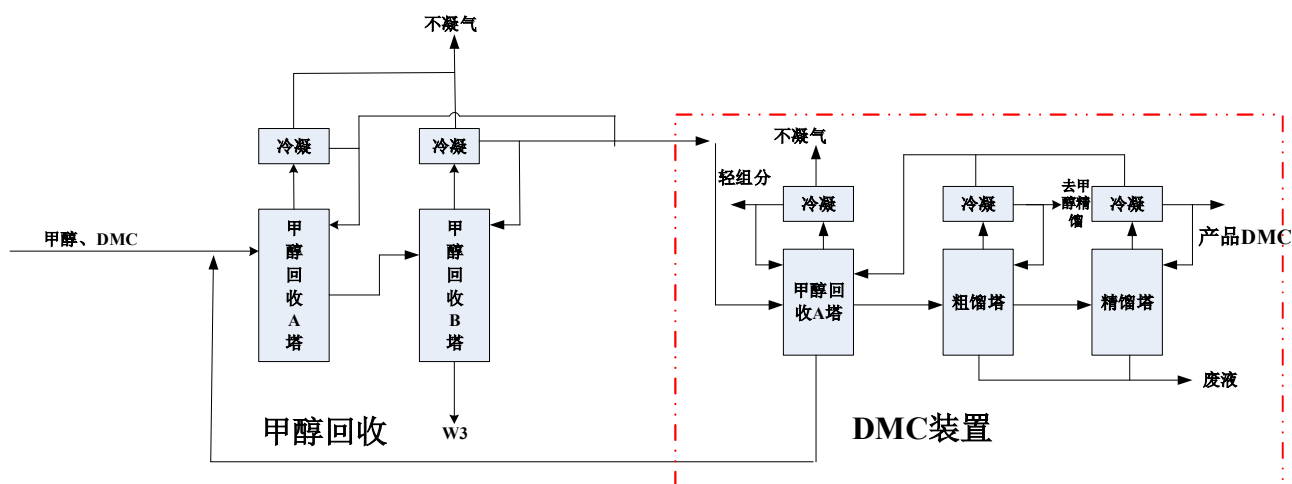 不凝气
冷凝
冷凝
甲醇、DMC
甲
醇
回
收
A
塔
甲
醇
回
收
B
塔
W3
甲醇回收
不凝气
轻组分
冷凝
冷凝
去甲
醇精
馏
冷凝
产品DMC
甲醇回
收A塔
粗馏塔
精馏塔
废液
DMC装置